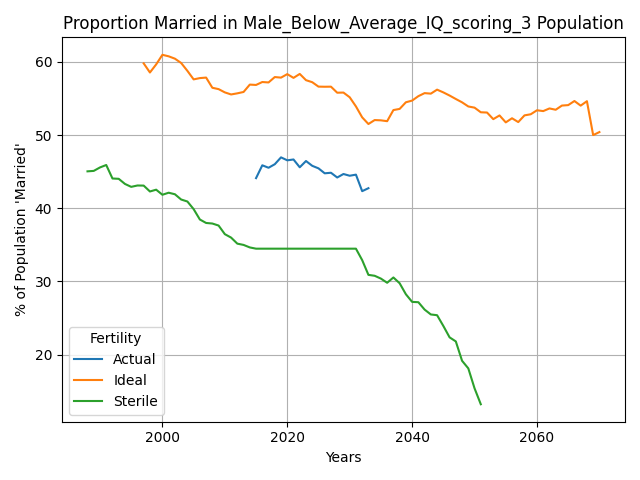 Proportion Married in Male_Below_Average_IQ_scoring_3 Population
% of Population 'Married'
60
50
40
30
20
Fertility
Actual
Ideal
Sterile
2000
2020
2040
2060
Years